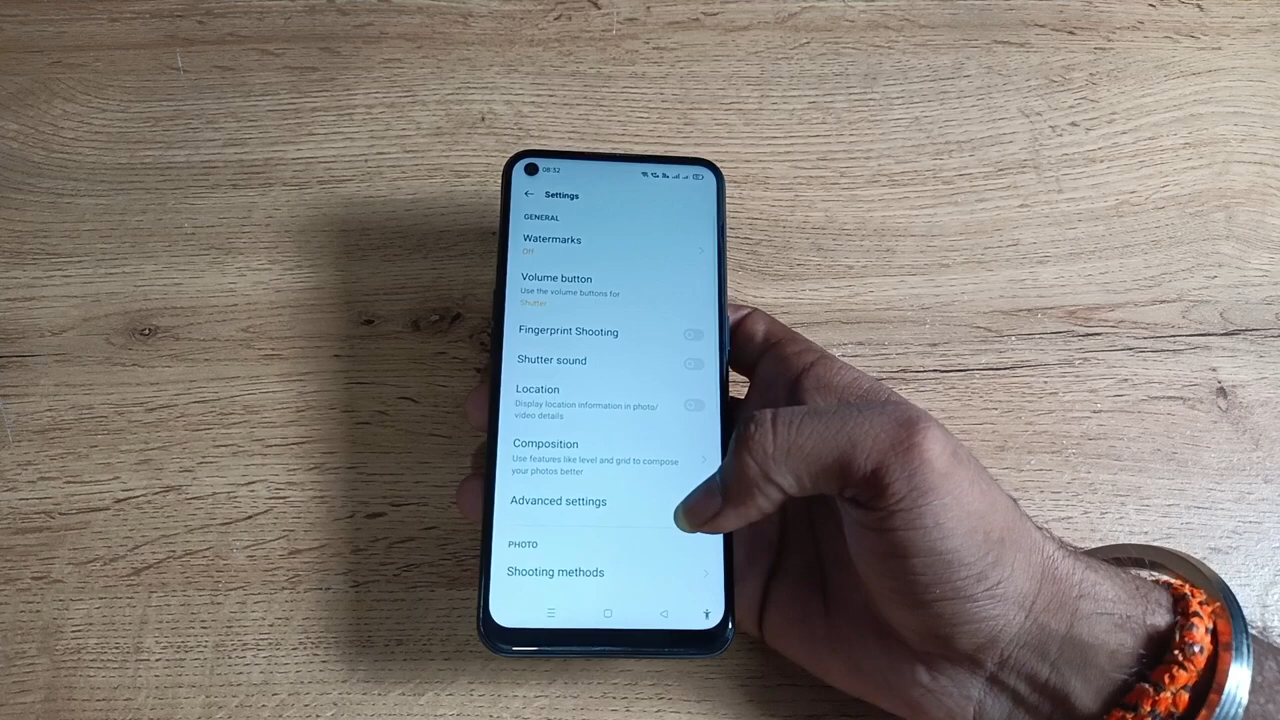 08:32
Settings
GENERAL
Watermarks
Off
Volume button
Use the volume buttons for
Shutter
Fingerprint Shooting
Shutter sound
Location
Display location information in photo/
video details
Composition
Use features like level and grid to compose
your photos better
Advanced settings
PHOTO
Shooting methods